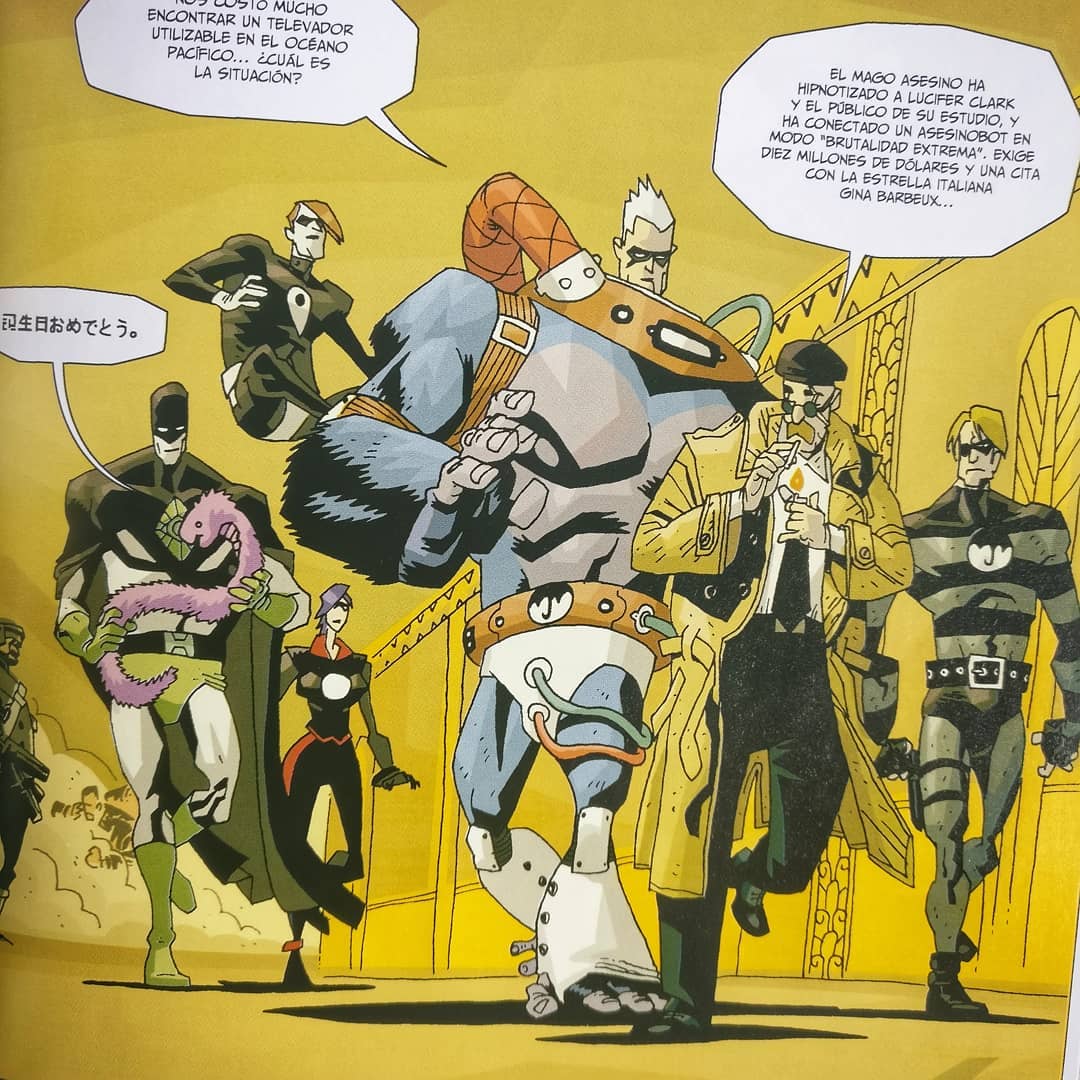 NOS COSTÓ MUCHO
ENCONTRAR UN TELEVADOR
UTILIZABLE EN EL OCÉANO
PACÍFICO... ¿CUÁL ES
LA SITUACIÓN?
EL MAGO ASESINO HA
HIPNOTIZADO A LUCIFER CLARK
Y EL PÚBLICO DE SU ESTUDIO, Y
HA CONECTADO UN ASESINOBOT EN
MODO "BRUTALIDAD EXTREMA". EXIGE
DIEZ MILLONES DE DÓLARES Y UNA CITA
CON LA ESTRELLA ITALIANA
GINA BARBEUX...
誕生日おめでとう。